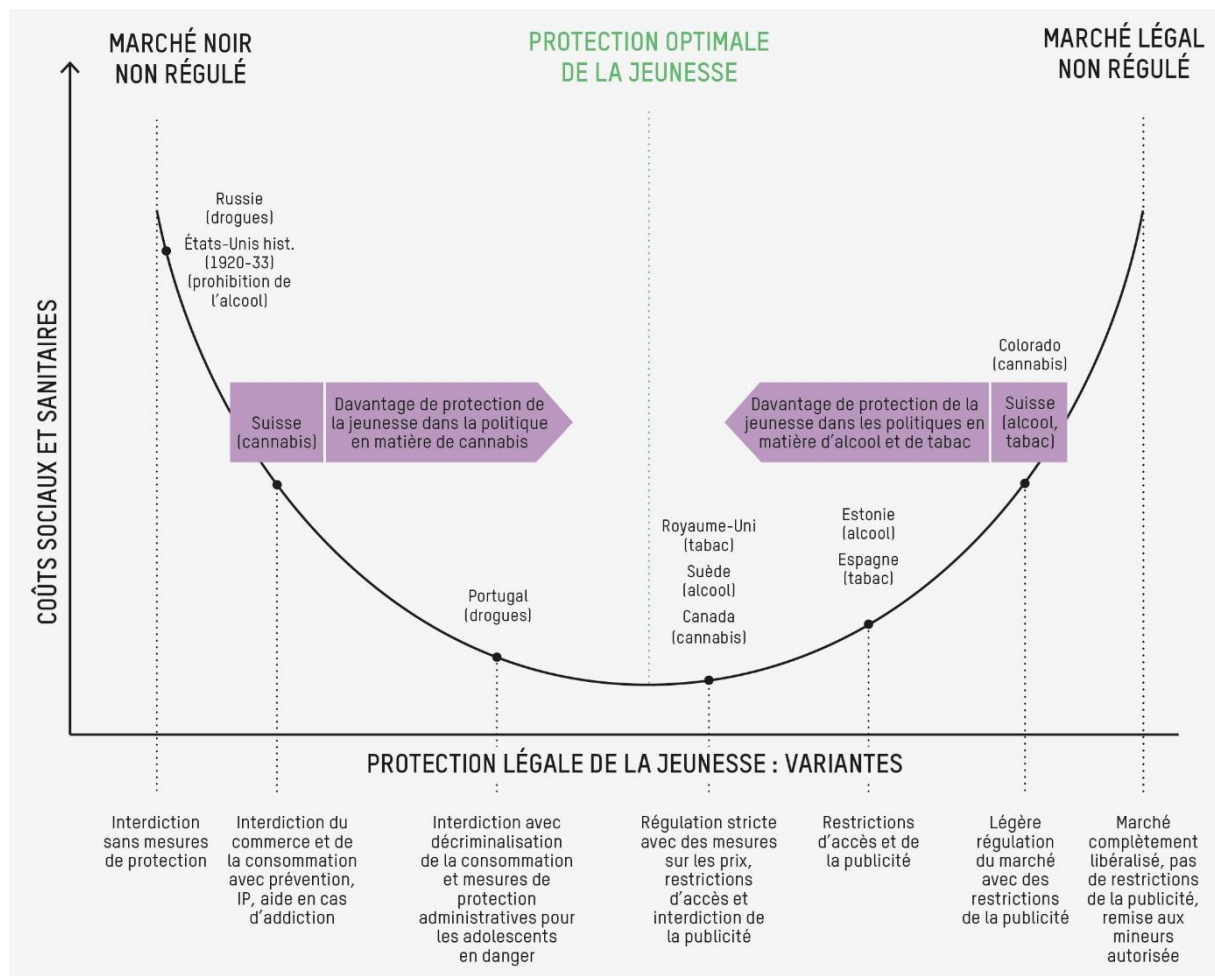 MARCHÉ NOIR
NON RÉGULÉ
PROTECTION OPTIMALE
DE LA JEUNESSE
MARCHÉ LÉGAL
NON RÉGULÉ
COÛTS SOCIAUX ET SANITAIRES
Russie
(drogues)
États-Unis hist.
(1920-33)
(prohibition de
l'alcool)
Colorado
(cannabis)
Suisse
(cannabis)
Davantage de protection de
la jeunesse dans la politique
en matière de cannabis
Davantage de protection de la
jeunesse dans les politiques en
matière d'alcool et de tabac
Suisse
(alcool,
tabac)
Portugal
(drogues)
Royaume-Uni
(tabac)
Suède
(alcool)
Canada
(cannabis)
Estonie
(alcool)
Espagne
(tabac)
PROTECTION LÉGALE DE LA JEUNESSE : VARIANTES
Interdiction
sans mesures
de protection
Interdiction du
commerce et de
la consommation
avec prévention,
IP, aide en cas
d'addiction
Interdiction avec
décriminalisation
de la consommation
et mesures de
protection
administratives pour
les adolescents
en danger
Régulation stricte
avec des mesures
sur les prix,
restrictions
d'accès et
interdiction de
la publicité
Restrictions
d'accès et de
la publicité
Légère
régulation
du marché
avec des
restrictions
de la publicité
Marché
complètement
libéralisé, pas
de restrictions
de la publicité,
remise aux
mineurs
autorisée